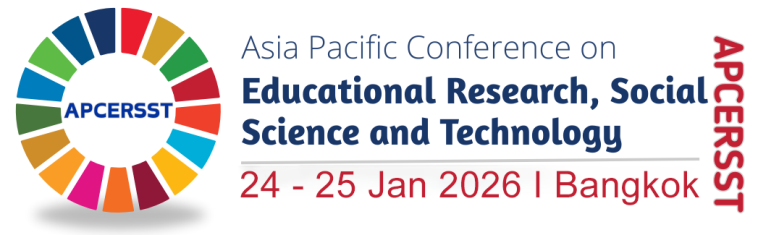 APCERSST
Asia Pacific Conference on
Educational Research, Social
Science and Technology
24 - 25 Jan 2026 I Bangkok
APCERSST